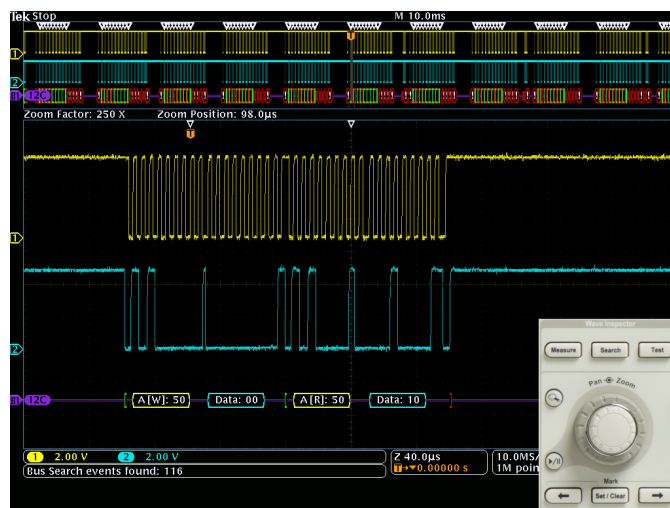 Tek Stop M 10.0ms
T
1
2
B1 I2C
Zoom Factor: 250 X Zoom Position: 98.0µs
T
1
2
B1 I2C A[W]: 50 Data: 00 A[R]: 50 Data: 10
1 2.00 V 2 2.00 V Z 40.0µs 10.0MS/
T→▼0.00000 s 1M poin
Bus Search events found: 116
Wave Inspector
Measure Search Test
Pan Zoom
Mark
Set / Clear